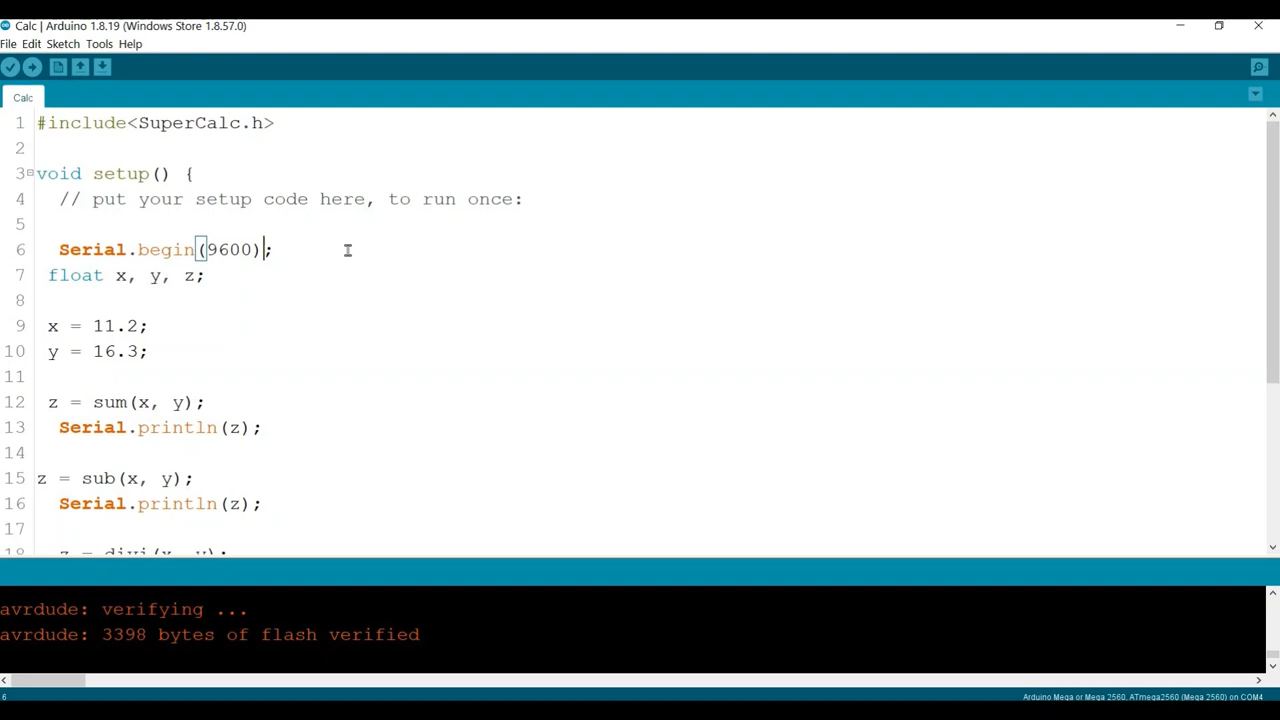 Calc | Arduino 1.8.19 (Windows Store 1.8.57.0)
File Edit Sketch Tools Help
Calc
1 #include<SuperCalc.h>
2
3 void setup() {
4 // put your setup code here, to run once:
5
6 Serial.begin(9600);
7 float x, y, z;
8
9 x = 11.2;
10 y = 16.3;
11
12 z = sum(x, y);
13 Serial.println(z);
14
15 z = sub(x, y);
16 Serial.println(z);
17
18 z = divi(x, y);
avrdude: verifying ...
avrdude: 3398 bytes of flash verified
6
Arduino Mega or Mega 2560, ATmega2560 (Mega 2560) on COM4